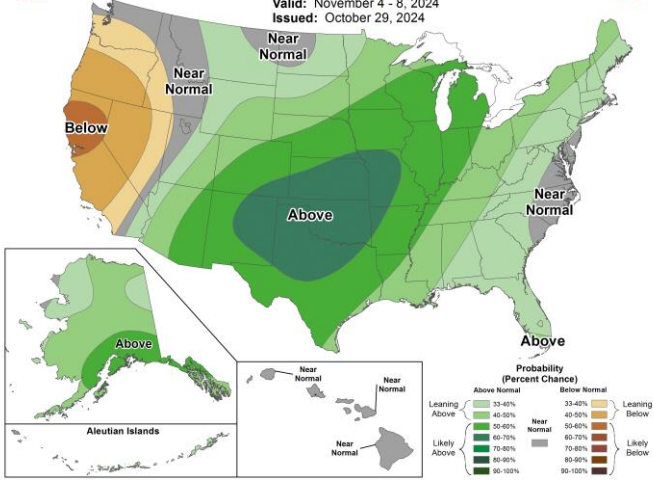 Valid: November 4 - 8, 2024
Issued: October 29, 2024
Near
Normal
Near
Normal
Below
Above
Near
Normal
Above
Above
Aleutian Islands
Near
Normal
Near
Normal
Near
Normal
Probability
(Percent Chance)
Above Normal
Below Normal
Leaning
Above
33-40%
40-50%
Likely
Above
50-60%
60-70%
70-80%
80-90%
90-100%
Near
Normal
33-40%
40-50%
Leaning
Below
50-60%
60-70%
70-80%
80-90%
90-100%
Likely
Below